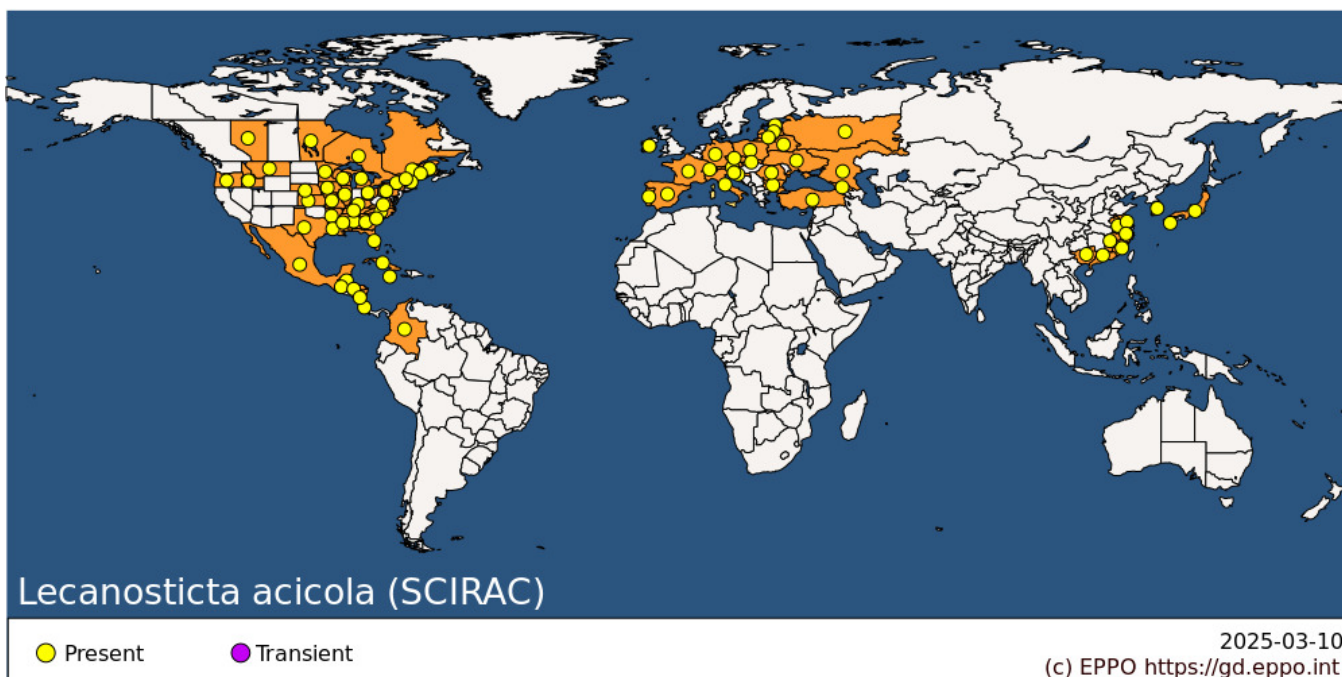 Lecanosticta acicola (SCIRAC)
Present
Transient
2025-03-10
(c) EPPO https://gd.eppo.int